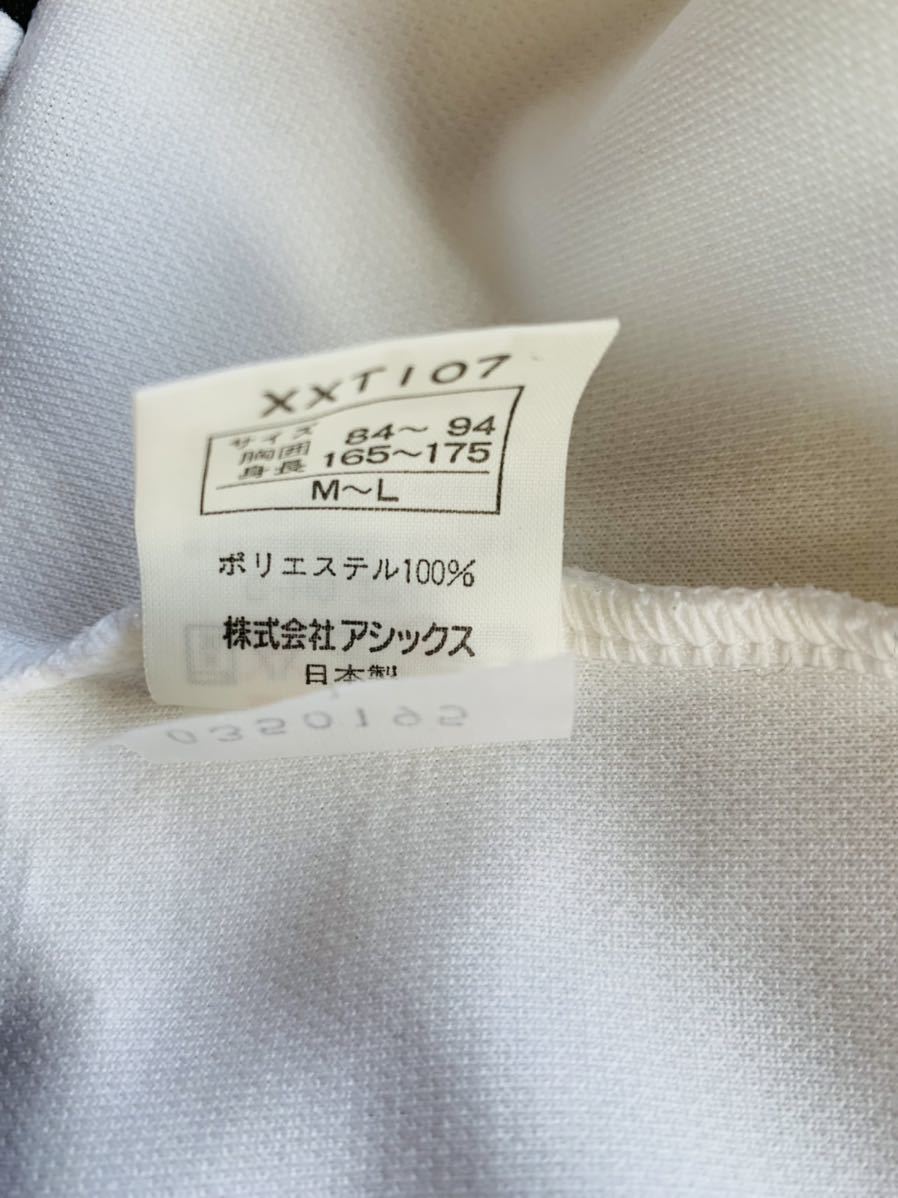 XXT107
サイズ
胸囲 84～94
身長 165～175
M～L
ポリエステル100%
株式会社アシックス
日本製
0350195